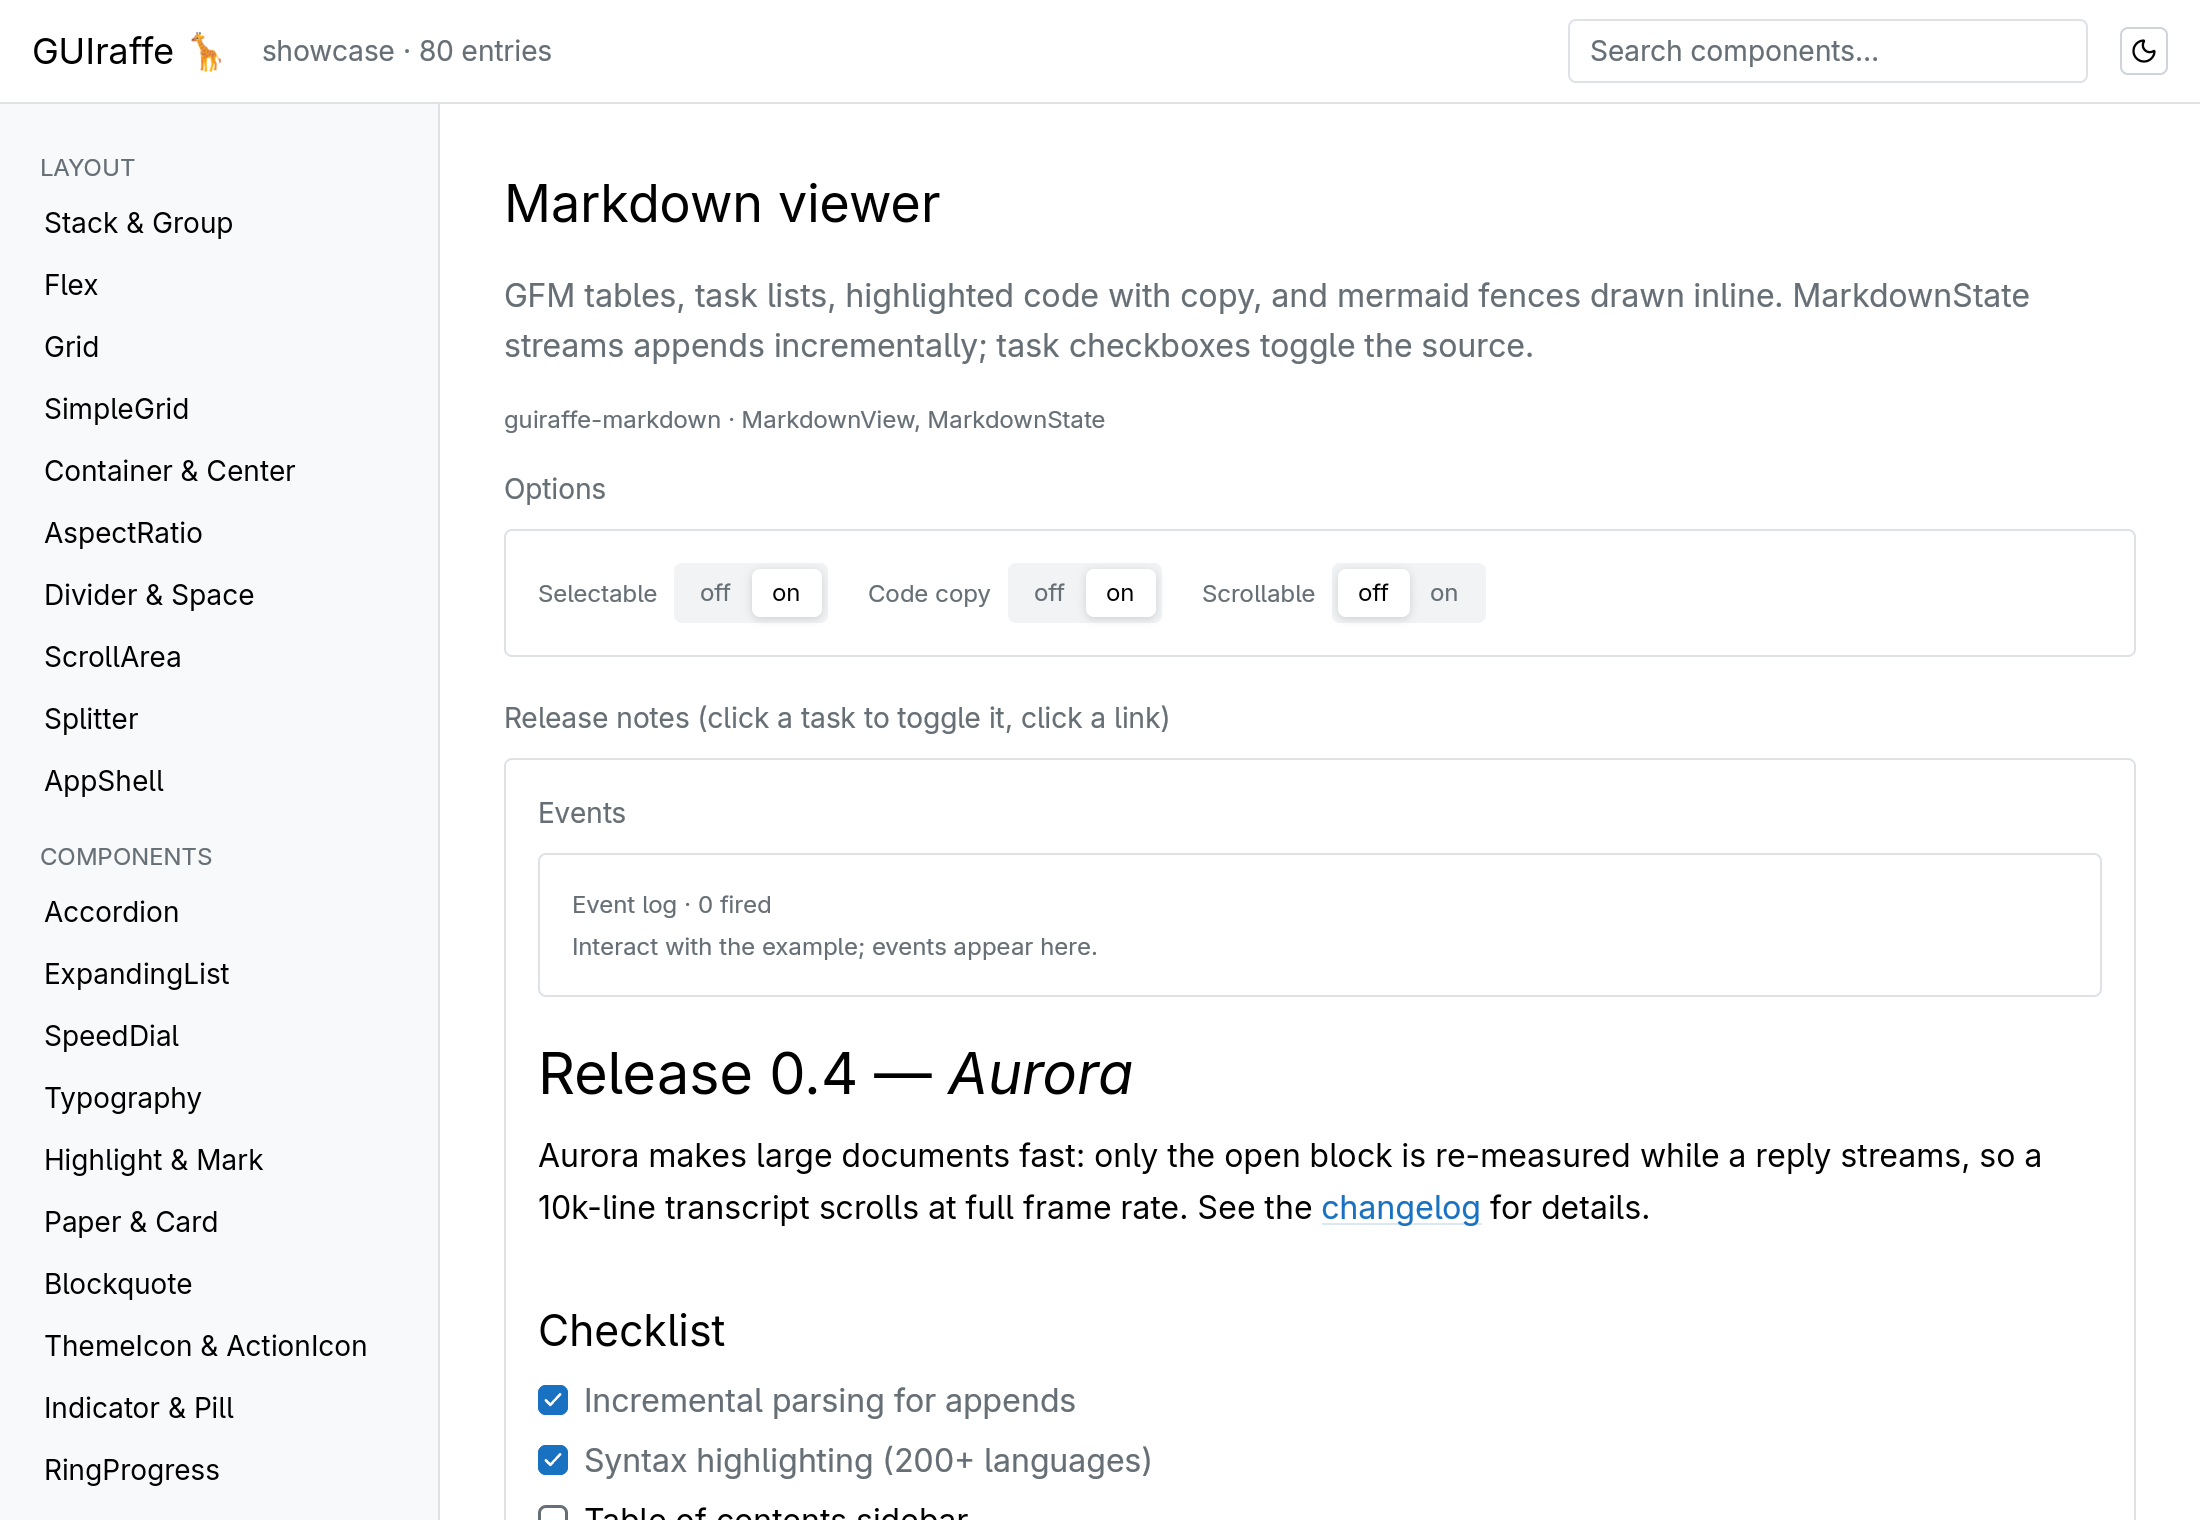 GUIraffe 🦒 showcase · 80 entries
Search components...
LAYOUT
Stack & Group
Flex
Grid
SimpleGrid
Container & Center
AspectRatio
Divider & Space
ScrollArea
Splitter
AppShell
COMPONENTS
Accordion
ExpandingList
SpeedDial
Typography
Highlight & Mark
Paper & Card
Blockquote
ThemeIcon & ActionIcon
Indicator & Pill
RingProgress
Markdown viewer
GFM tables, task lists, highlighted code with copy, and mermaid fences drawn inline. MarkdownState
streams appends incrementally; task checkboxes toggle the source.
guiraffe-markdown · MarkdownView, MarkdownState
Options
Selectable off on Code copy off on Scrollable off on
Release notes (click a task to toggle it, click a link)
Events
Event log · 0 fired
Interact with the example; events appear here.
Release 0.4 — Aurora
Aurora makes large documents fast: only the open block is re-measured while a reply streams, so a
10k-line transcript scrolls at full frame rate. See the changelog for details.
Checklist
Incremental parsing for appends
Syntax highlighting (200+ languages)
Table of contents sidebar